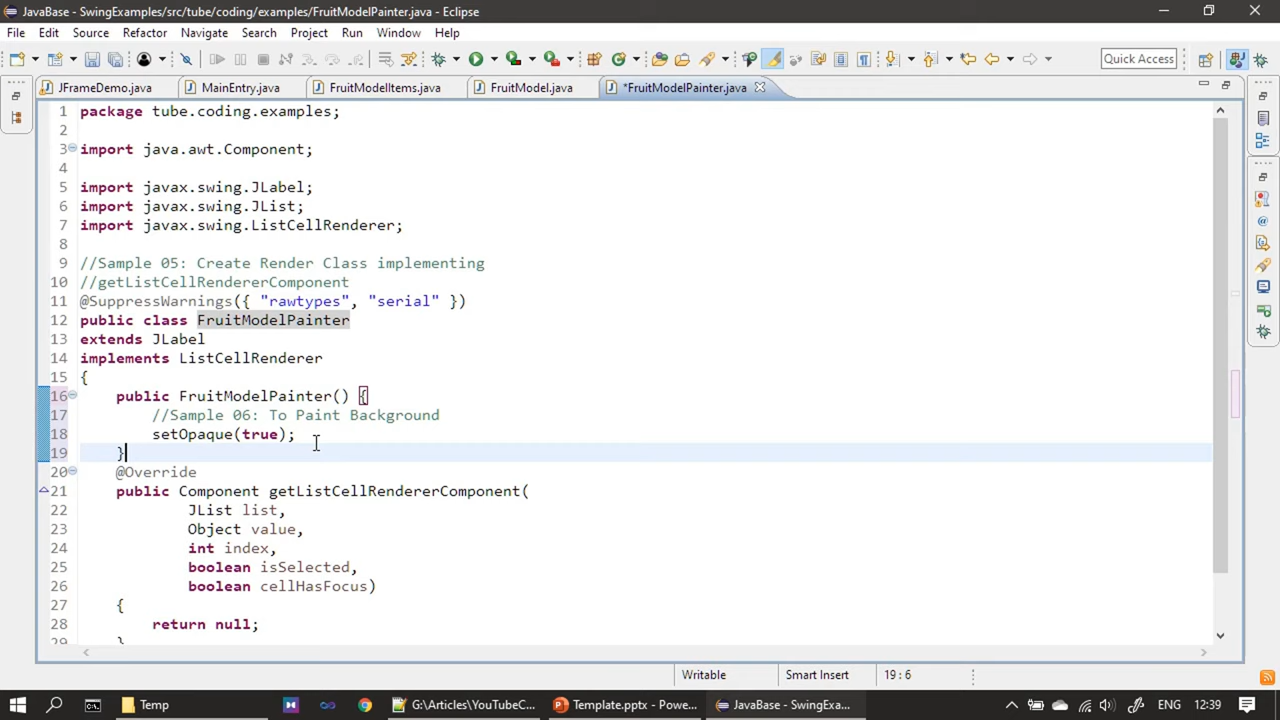 JavaBase - SwingExamples/src/tube/coding/examples/FruitModelPainter.java - Eclipse
File Edit Source Refactor Navigate Search Project Run Window Help
Quick Access
JFrameDemo.java MainEntry.java FruitModelItems.java FruitModel.java *FruitModelPainter.java
1 package tube.coding.examples;
2
3 import java.awt.Component;
4
5 import javax.swing.JLabel;
6 import javax.swing.JList;
7 import javax.swing.ListCellRenderer;
8
9 //Sample 05: Create Render Class implementing
10 //getListCellRendererComponent
11 @SuppressWarnings({ "rawtypes", "serial" })
12 public class FruitModelPainter
13 extends JLabel
14 implements ListCellRenderer
15 {
16 public FruitModelPainter() {
17 //Sample 06: To Paint Background
18 setOpaque(true);
19 }
20 @Override
21 public Component getListCellRendererComponent(
22 JList list,
23 Object value,
24 int index,
25 boolean isSelected,
26 boolean cellHasFocus)
27 {
28 return null;
29 }
Writable Smart Insert 19 : 6
Temp G:\Articles\YouTubeC... Template.pptx - Powe... JavaBase - SwingExa... ENG 12:39